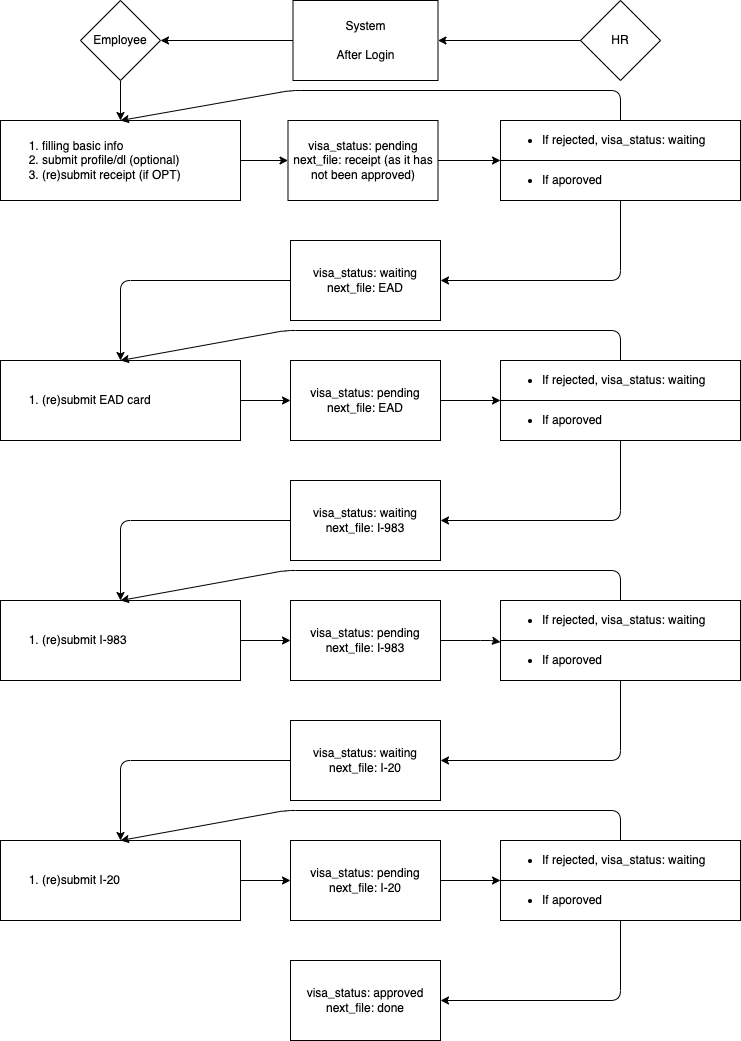 Employee
System
After Login
HR
1. filling basic info
2. submit profile/dl (optional)
3. (re)submit receipt (if OPT)
visa_status: pending
next_file: receipt (as it has
not been approved)
• If rejected, visa_status: waiting
• If aporoved
visa_status: waiting
next_file: EAD
1. (re)submit EAD card
visa_status: pending
next_file: EAD
• If rejected, visa_status: waiting
• If aporoved
visa_status: waiting
next_file: I-983
1. (re)submit I-983
visa_status: pending
next_file: I-983
• If rejected, visa_status: waiting
• If aporoved
visa_status: waiting
next_file: I-20
1. (re)submit I-20
visa_status: pending
next_file: I-20
• If rejected, visa_status: waiting
• If aporoved
visa_status: approved
next_file: done